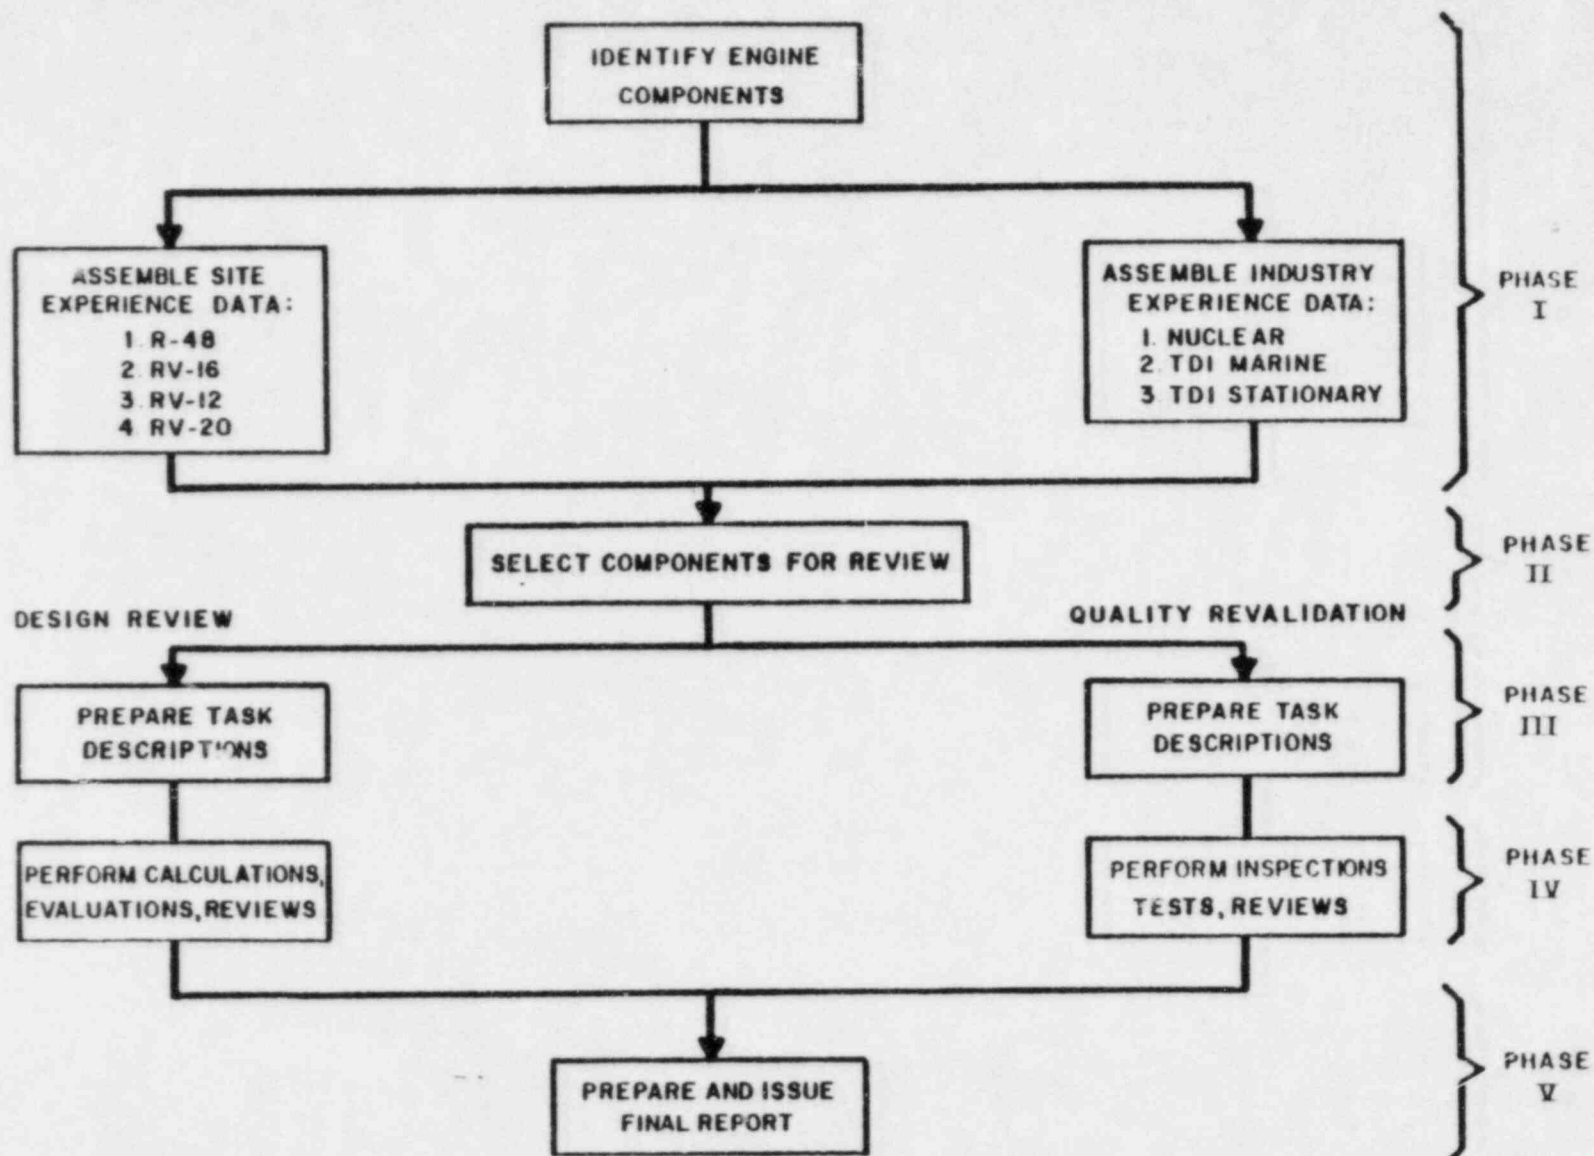 IDENTIFY ENGINE
COMPONENTS
ASSEMBLE SITE
EXPERIENCE DATA:
1. R-48
2. RV-16
3. RV-12
4. RV-20
ASSEMBLE INDUSTRY
EXPERIENCE DATA:
1. NUCLEAR
2. TDI MARINE
3. TDI STATIONARY
PHASE
I
SELECT COMPONENTS FOR REVIEW
PHASE
II
DESIGN REVIEW
QUALITY REVALIDATION
PREPARE TASK
DESCRIPTIONS
PREPARE TASK
DESCRIPTIONS
PHASE
III
PERFORM CALCULATIONS,
EVALUATIONS, REVIEWS
PERFORM INSPECTIONS
TESTS, REVIEWS
PHASE
IV
PREPARE AND ISSUE
FINAL REPORT
PHASE
V